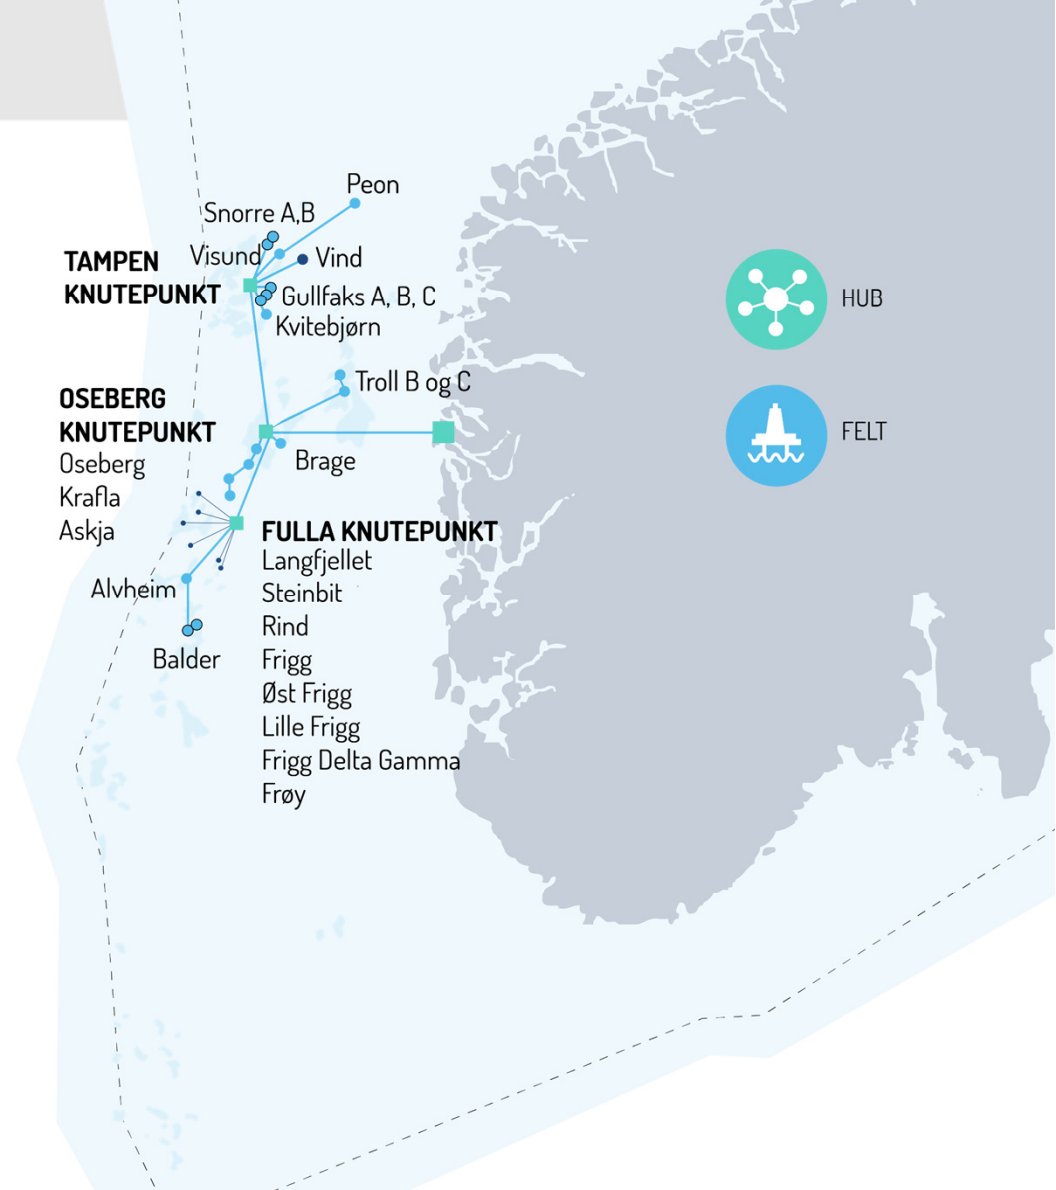 Peon
Snorre A,B
Visund
Vind
TAMPEN
KNUTEPUNKT
Gullfaks A, B, C
Kvitebjørn
HUB
Troll B og C
OSEBERG
KNUTEPUNKT
Oseberg
Krafla
Askja
Brage
FELT
FULLA KNUTEPUNKT
Langfjellet
Steinbit
Rind
Frigg
Øst Frigg
Lille Frigg
Frigg Delta Gamma
Frøy
Alvheim
Balder